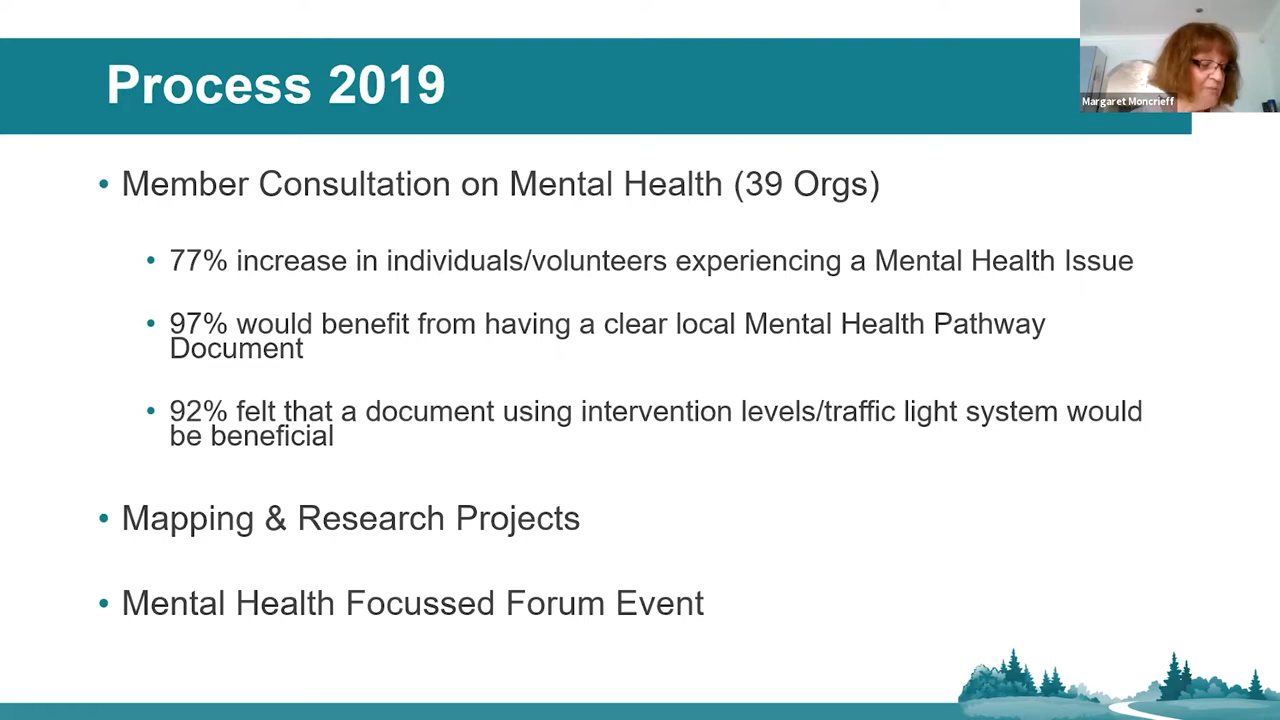 Process 2019
Margaret Moncrieff
• Member Consultation on Mental Health (39 Orgs)
• 77% increase in individuals/volunteers experiencing a Mental Health Issue
• 97% would benefit from having a clear local Mental Health Pathway
Document
• 92% felt that a document using intervention levels/traffic light system would
be beneficial
• Mapping & Research Projects
• Mental Health Focussed Forum Event